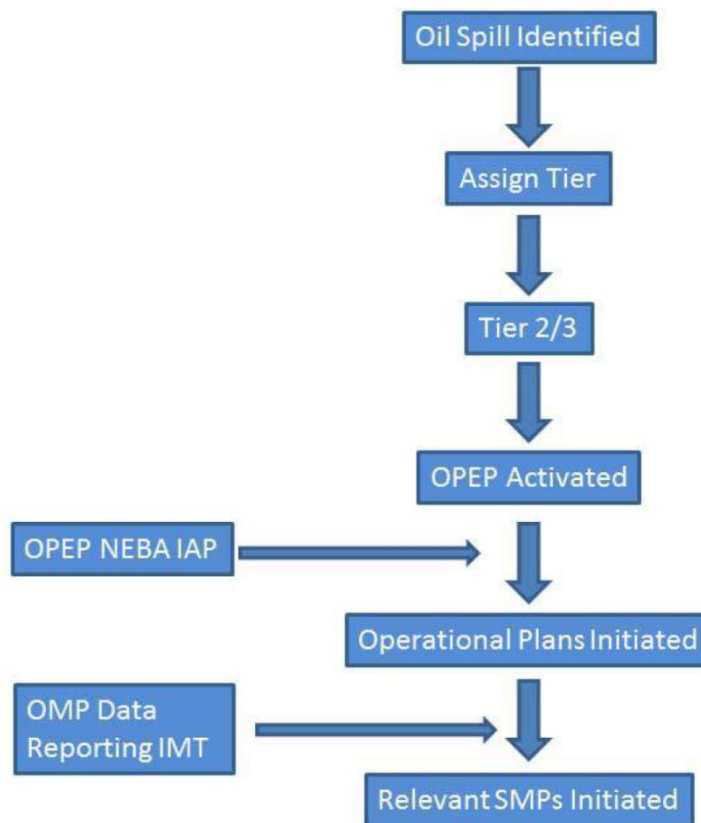 Oil Spill Identified
Assign Tier
Tier 2/3
OPEP Activated
OPEP NEBA IAP
Operational Plans Initiated
OMP Data
Reporting IMT
Relevant SMPs Initiated